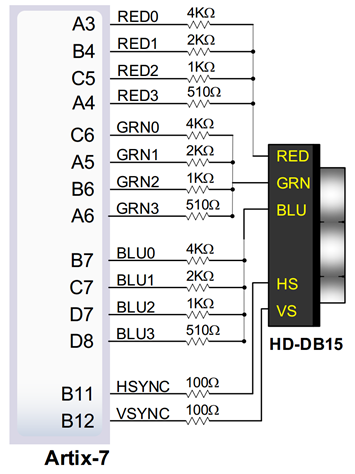 A3 RED0 4KΩ
B4 RED1 2KΩ
C5 RED2 1KΩ
A4 RED3 510Ω
C6 GRN0 4KΩ
A5 GRN1 2KΩ
B6 GRN2 1KΩ
A6 GRN3 510Ω
B7 BLU0 4KΩ
C7 BLU1 2KΩ
D7 BLU2 1KΩ
D8 BLU3 510Ω
B11 HSYNC 100Ω
B12 VSYNC 100Ω
Artix-7
RED
GRN
BLU
HS
VS
HD-DB15